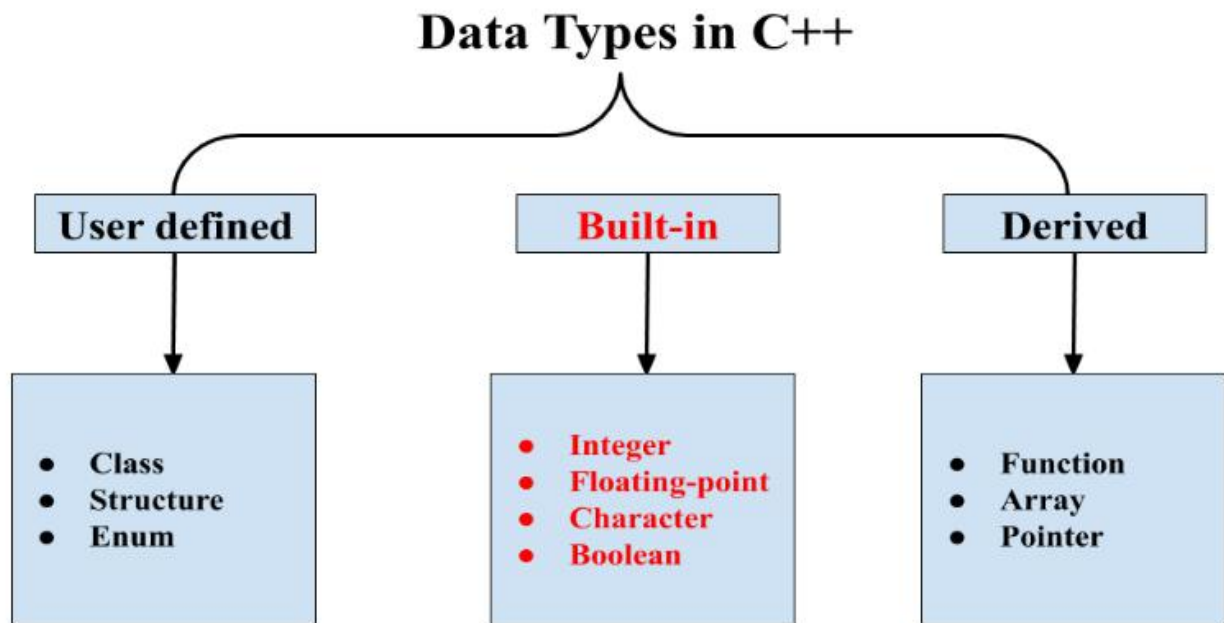 Data Types in C++
User defined
Built-in
Derived
● Class
● Structure
● Enum
● Integer
● Floating-point
● Character
● Boolean
● Function
● Array
● Pointer